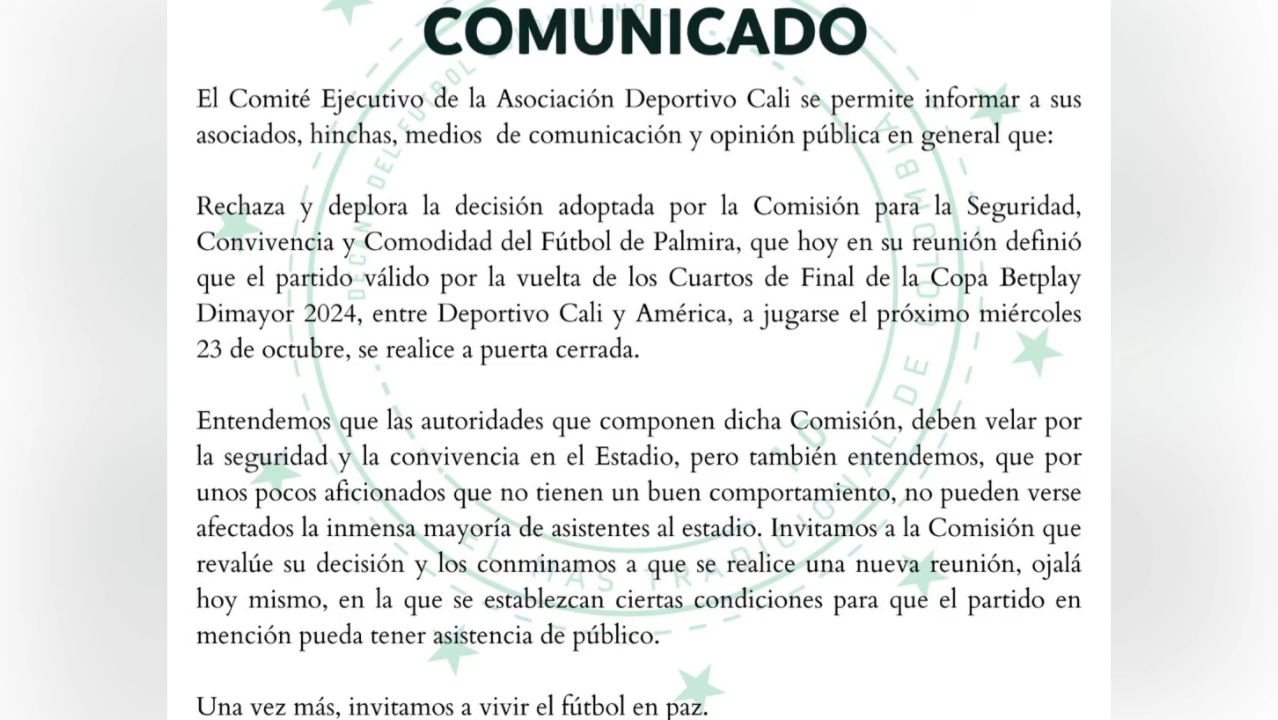 COMUNICADO
El Comité Ejecutivo de la Asociación Deportivo Cali se permite informar a sus
asociados, hinchas, medios de comunicación y opinión pública en general que:
Rechaza y deplora la decisión adoptada por la Comisión para la Seguridad,
Convivencia y Comodidad del Fútbol de Palmira, que hoy en su reunión definió
que el partido válido por la vuelta de los Cuartos de Final de la Copa Betplay
Dimayor 2024, entre Deportivo Cali y América, a jugarse el próximo miércoles
23 de octubre, se realice a puerta cerrada.
Entendemos que las autoridades que componen dicha Comisión, deben velar por
la seguridad y la convivencia en el Estadio, pero también entendemos, que por
unos pocos aficionados que no tienen un buen comportamiento, no pueden verse
afectados la inmensa mayoría de asistentes al estadio. Invitamos a la Comisión que
revalúe su decisión y los conminamos a que se realice una nueva reunión, ojalá
hoy mismo, en la que se establezcan ciertas condiciones para que el partido en
mención pueda tener asistencia de público.
Una vez más, invitamos a vivir el fútbol en paz.
DECANO DEL FUTBOL
EL MAS TRADICIONAL DE COLOMBIA